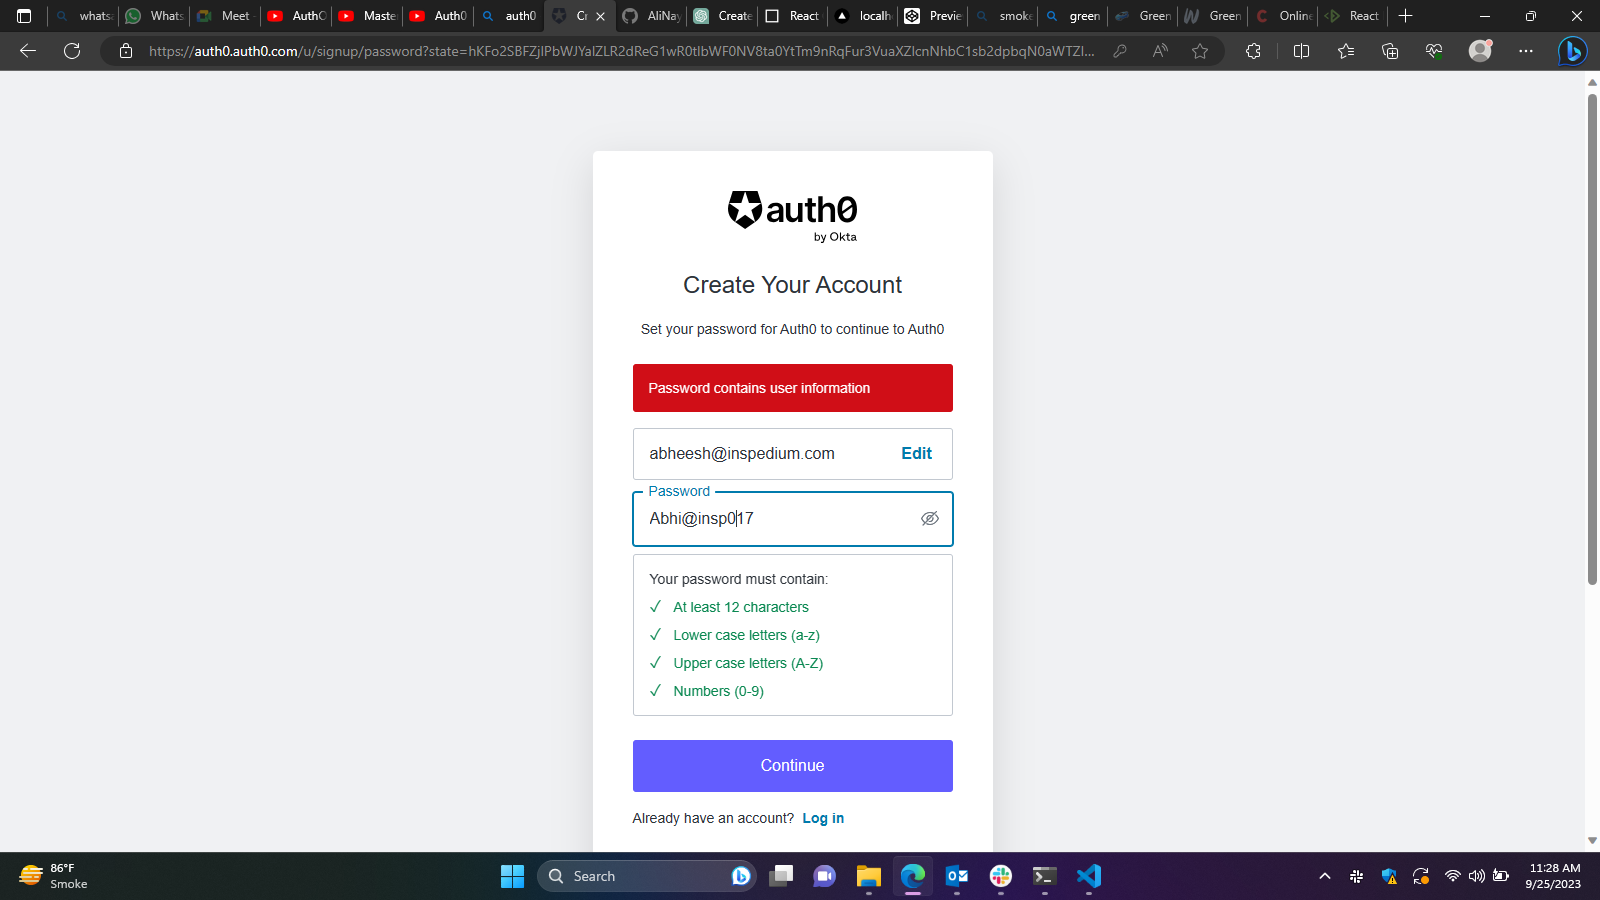 whats
Whats
Meet
AuthO
Maste
Auth0
auth0
Cr
AliNay
Create
React
localh
Previe
smoke
green
Green
Green
Online
React
https://auth0.auth0.com/u/signup/password?state=
auth0
by Okta
Create Your Account
Set your password for Auth0 to continue to Auth0
Password contains user information
abheesh@inspedium.com Edit
Password
Abhi@insp017
Your password must contain:
✓ At least 12 characters
✓ Lower case letters (a-z)
✓ Upper case letters (A-Z)
✓ Numbers (0-9)
Continue
Already have an account? Log in
86°F
Smoke
Search
11:28 AM
9/25/2023